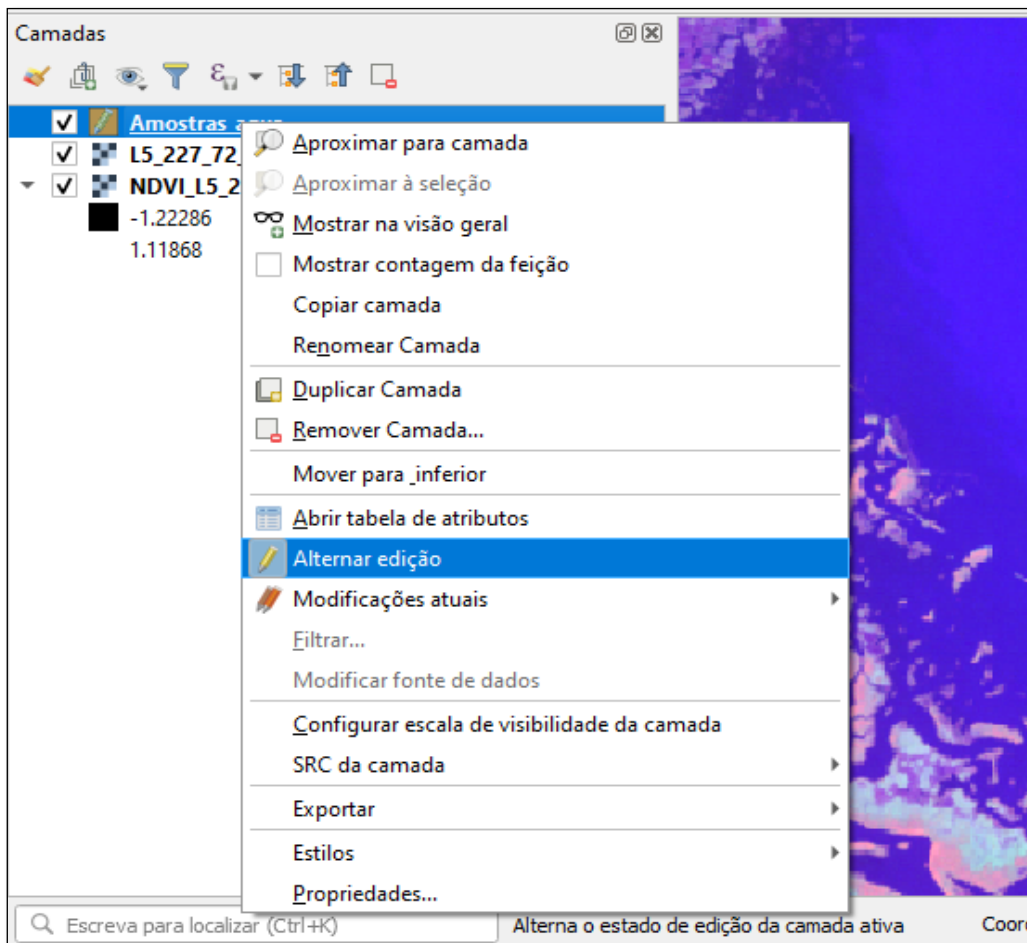 Camadas
Amostras
L5_227_72_
NDVI_L5_2
-1.22286
1.11868
Aproximar para camada
Aproximar à seleção
Mostrar na visão geral
Mostrar contagem da feição
Copiar camada
Renomear Camada
Duplicar Camada
Remover Camada...
Mover para _inferior
Abrir tabela de atributos
Alternar edição
Modificações atuais
Filtrar...
Modificar fonte de dados
Configurar escala de visibilidade da camada
SRC da camada
Exportar
Estilos
Propriedades...
Escreva para localizar (Ctrl+K)
Alterna o estado de edição da camada ativa
Coor